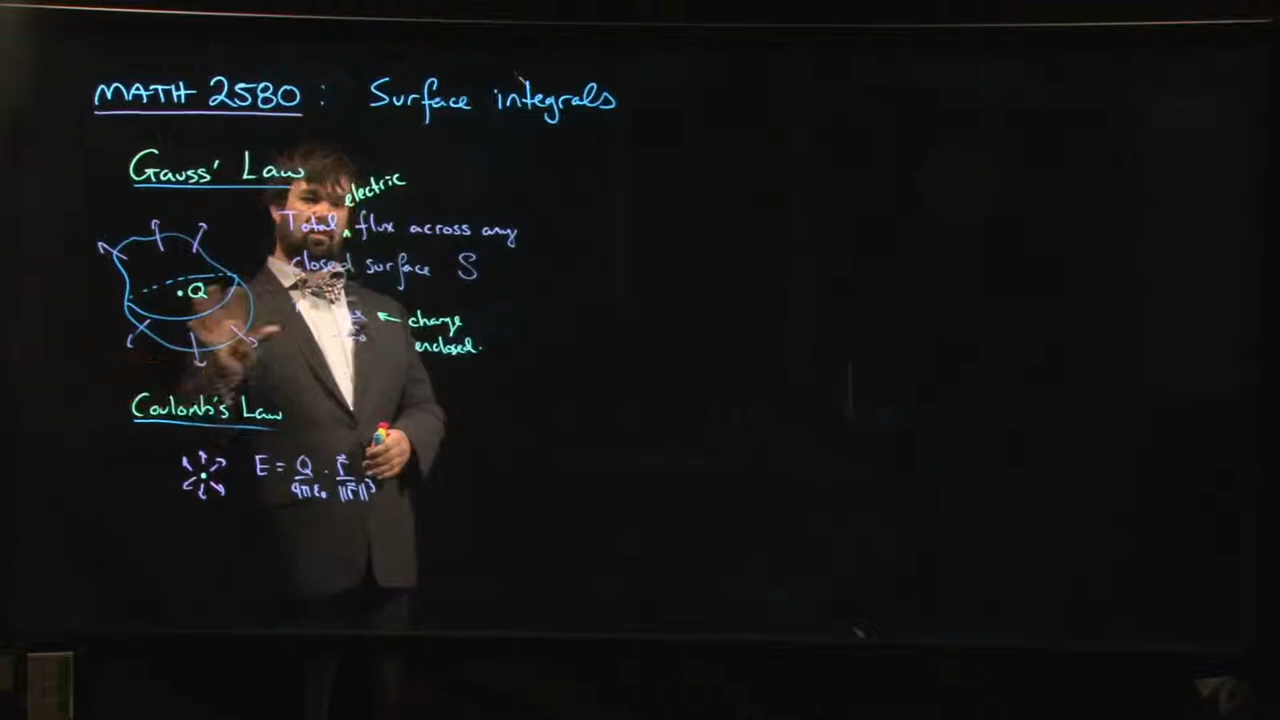 MATH 2580 : Surface integrals
Gauss' Law
electric
Total ^ flux across any
closed surface S
Q
← charge
enclosed.
Coulomb's Law
E = Q / 4πε₀ · r⃗ / ||r⃗||³